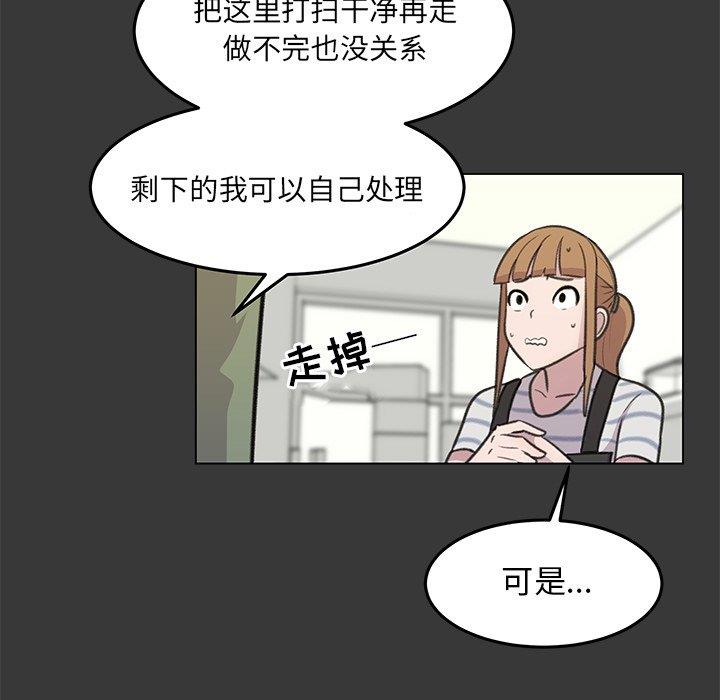 把这里打扫干净再走
做不完也没关系
剩下的我可以自己处理
走掉
可是...